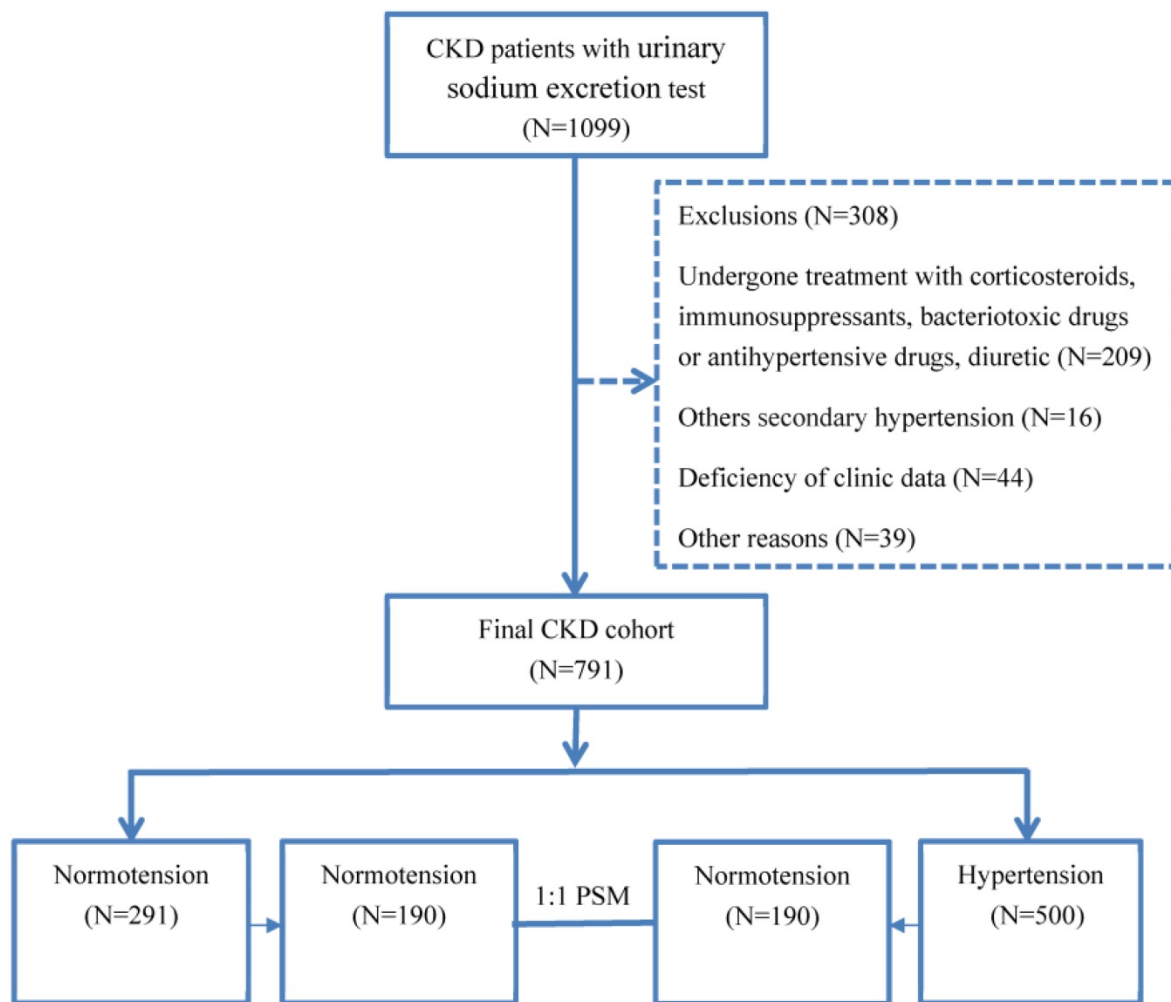 CKD patients with urinary
sodium excretion test
(N=1099)
Exclusions (N=308)
Undergone treatment with corticosteroids,
immunosuppressants, bacteriotoxic drugs
or antihypertensive drugs, diuretic (N=209)
Others secondary hypertension (N=16)
Deficiency of clinic data (N=44)
Other reasons (N=39)
Final CKD cohort
(N=791)
Normotension
(N=291)
Normotension
(N=190)
1:1 PSM
Normotension
(N=190)
Hypertension
(N=500)